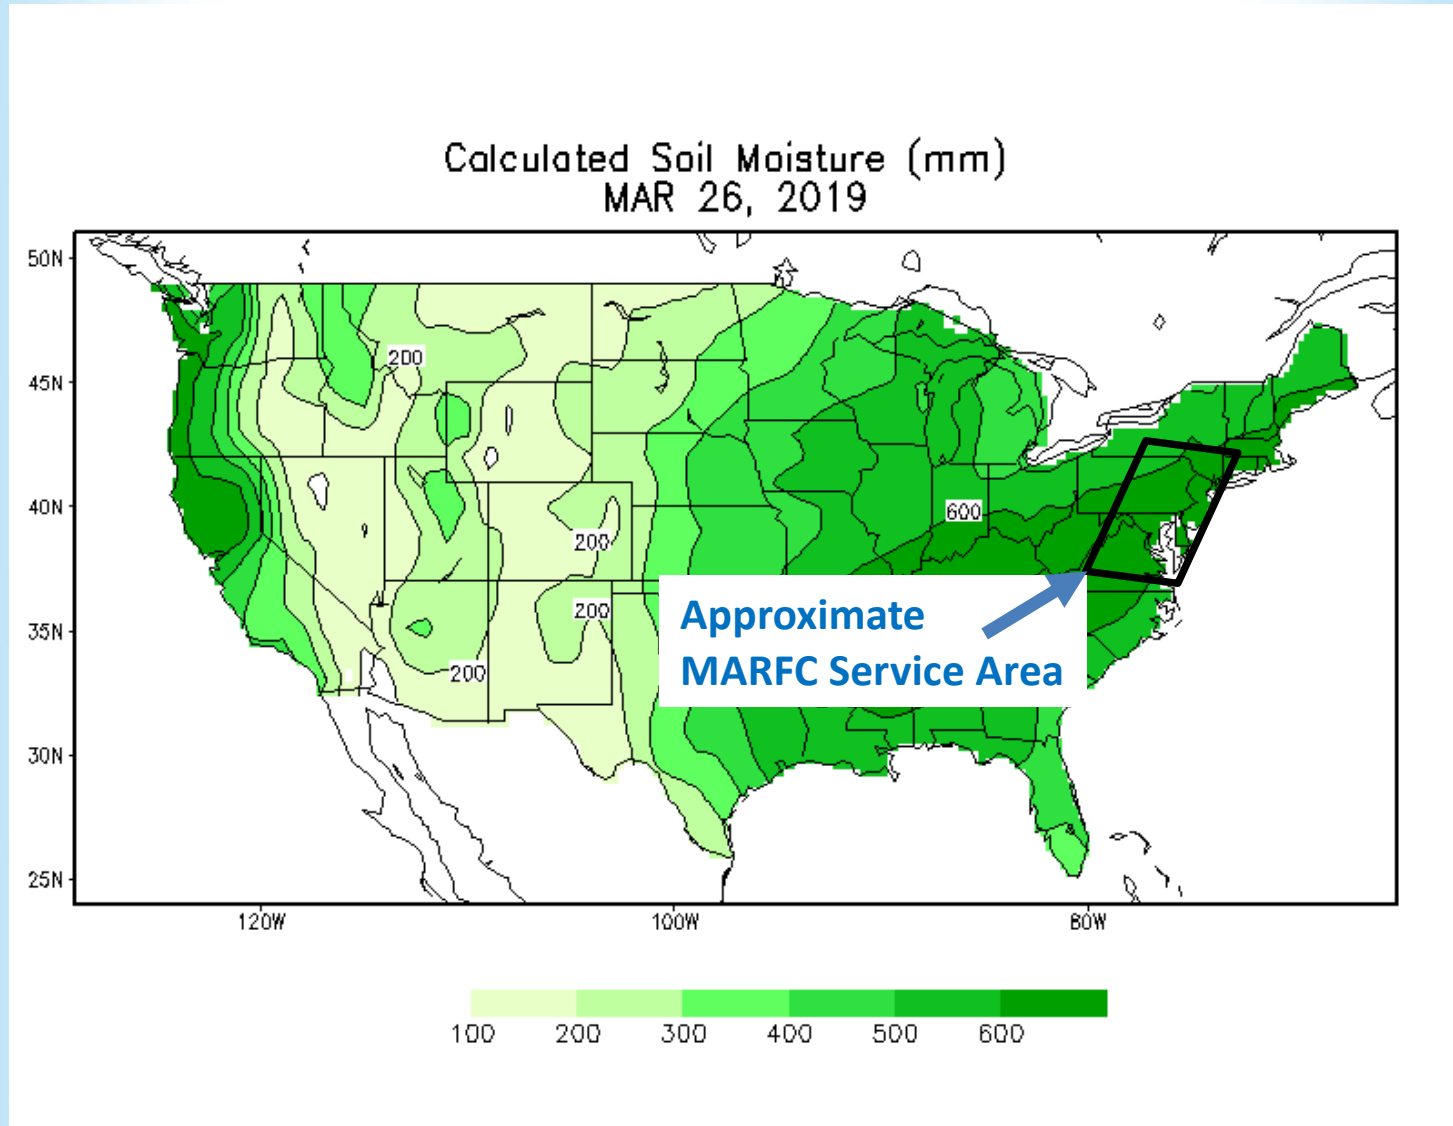 Calculated Soil Moisture (mm)
MAR 26, 2019
50N
45N
40N
35N
30N
25N
200
200
200
200
600
Approximate
MARFC Service Area
120W
100W
80W
100 200 300 400 500 600